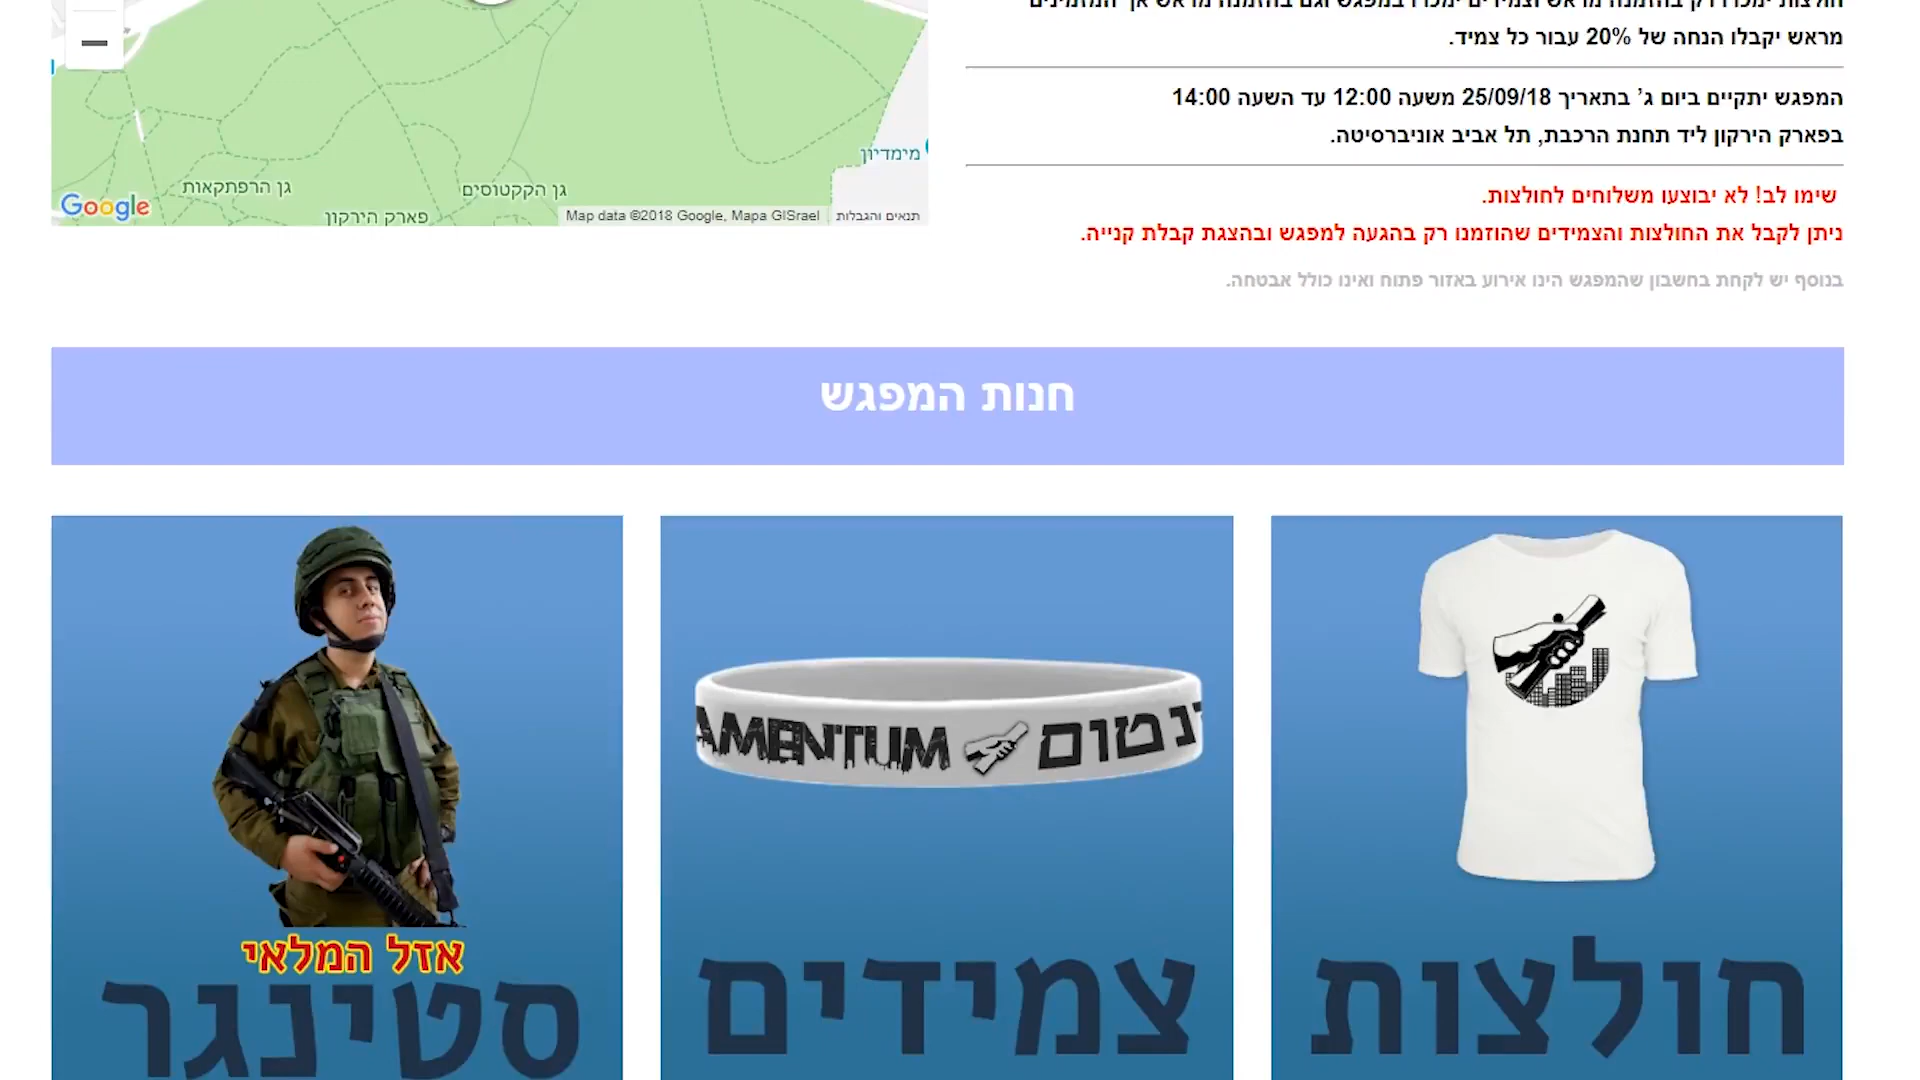 חולצות ימכרו רק בהזמנה מראש וצמידים ימכרו במפגש וגם בהזמנה מראש אך המזמינים
מראש יקבלו הנחה של 20% עבור כל צמיד.
המפגש יתקיים ביום ג' בתאריך 25/09/18 משעה 12:00 עד השעה 14:00
בפארק הירקון ליד תחנת הרכבת, תל אביב אוניברסיטה.
שימו לב! לא יבוצעו משלוחים לחולצות.
ניתן לקבל את החולצות והצמידים שהוזמנו רק בהגעה למפגש ובהצגת קבלת קנייה.
בנוסף יש לקחת בחשבון שהמפגש הינו אירוע באזור פתוח ואינו כולל אבטחה.
מימדיון
גן הקקטוסים
גן הרפתקאות
פארק הירקון
Google
Map data ©2018 Google, Mapa GISrael
תנאים והגבלות
חנות המפגש
חולצות
AMENTUM
נטום
צמידים
אזל המלאי
סטינגר